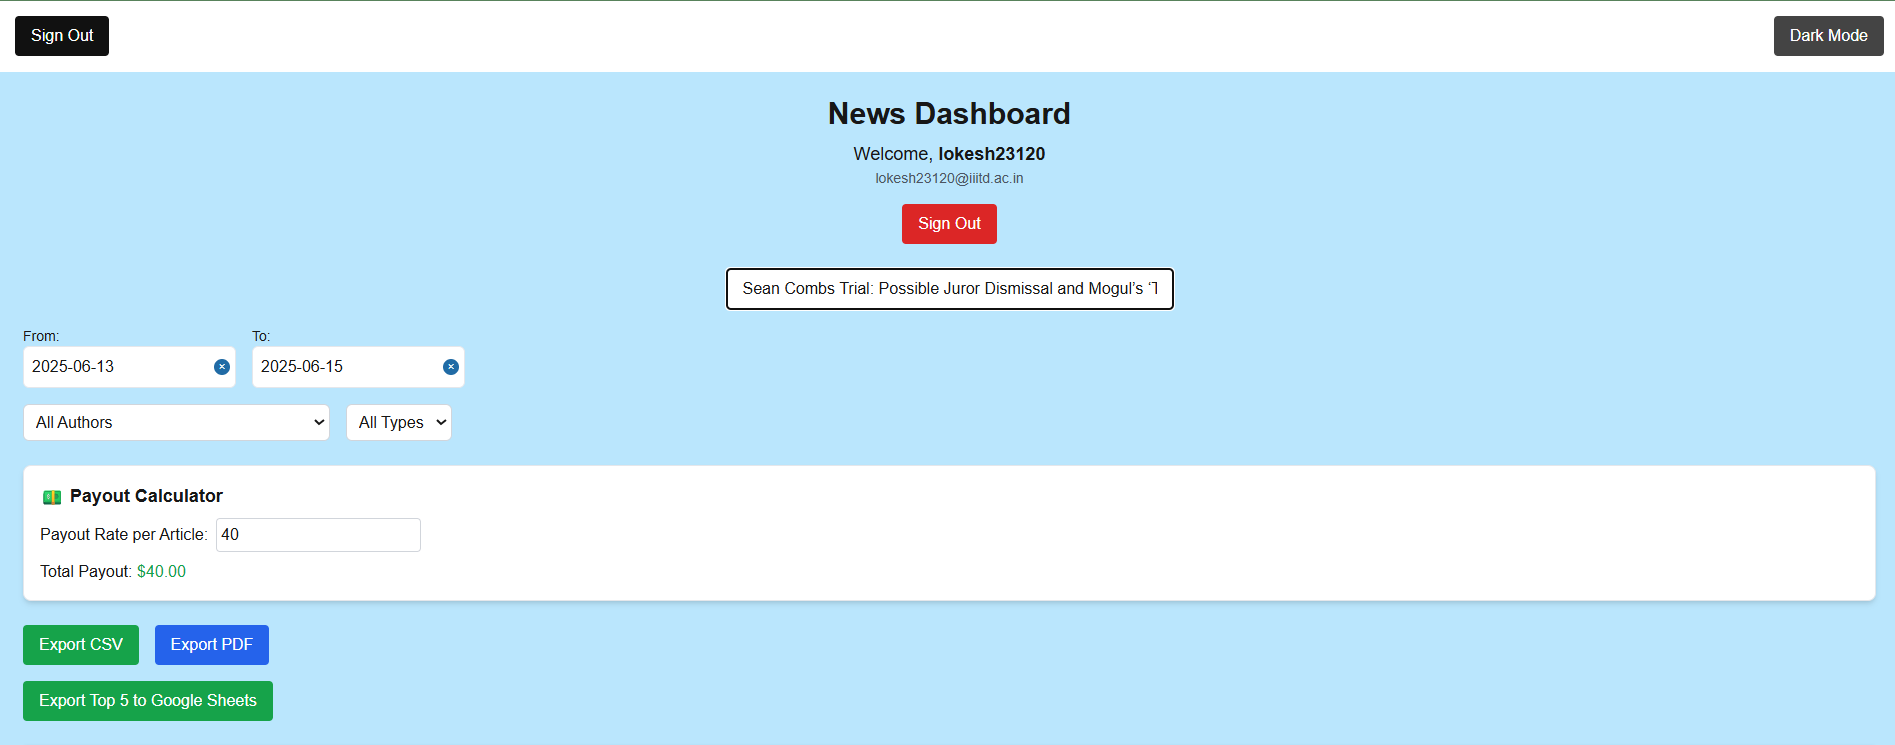 Sign Out
Dark Mode
News Dashboard
Welcome, lokesh23120
lokesh23120@iiitd.ac.in
Sign Out
Sean Combs Trial: Possible Juror Dismissal and Mogul’s ‘T
From: To:
2025-06-13 2025-06-15
All Authors All Types
Payout Calculator
Payout Rate per Article: 40
Total Payout: $40.00
Export CSV Export PDF
Export Top 5 to Google Sheets